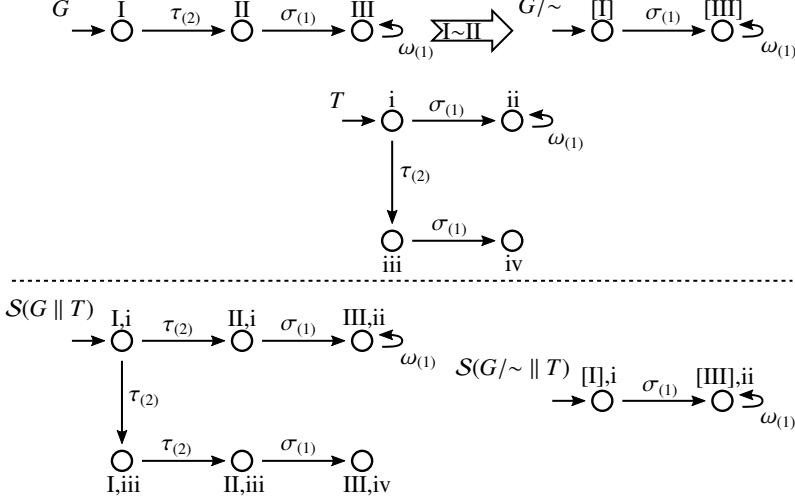 G I τ(2) II σ(1) III ω(1) I~II G/~ [I] σ(1) [III] ω(1)
T i σ(1) ii ω(1)
τ(2)
σ(1)
iii iv
S(G ∥ T) I,i τ(2) II,i σ(1) III,ii ω(1)
S(G/~ ∥ T) [I],i σ(1) [III],ii ω(1)
τ(2)
τ(2) σ(1)
I,iii II,iii III,iv